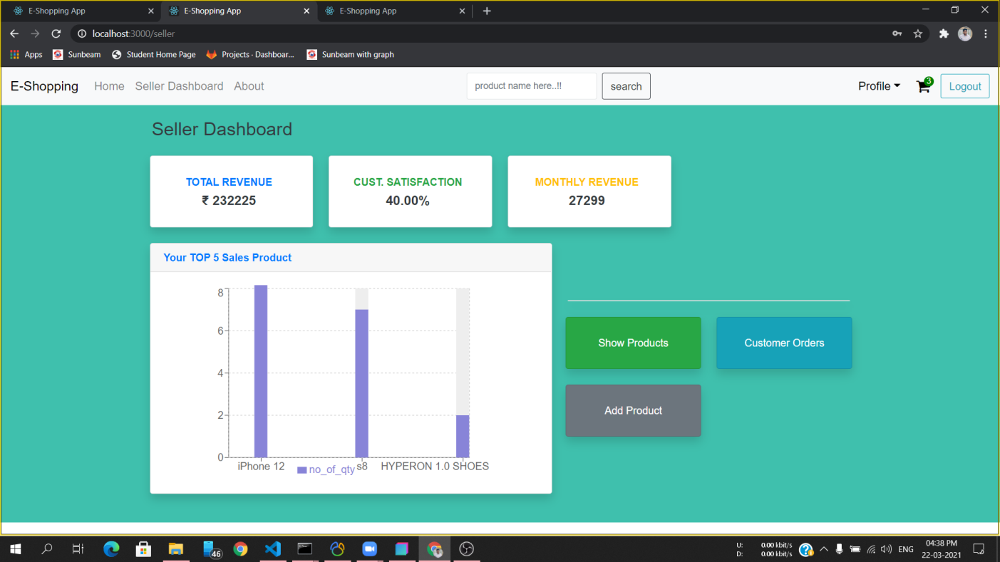 E-Shopping App
E-Shopping App
E-Shopping App
localhost:3000/seller
Apps
Sunbeam
Student Home Page
Projects · Dashboar...
Sunbeam with graph
E-Shopping
Home
Seller Dashboard
About
product name here..!!
search
Profile
3
Logout
Seller Dashboard
TOTAL REVENUE
₹ 232225
CUST. SATISFACTION
40.00%
MONTHLY REVENUE
27299
Your TOP 5 Sales Product
8
6
4
2
0
iPhone 12
s8
HYPERON 1.0 SHOES
no_of_qty
Show Products
Customer Orders
Add Product
46
U: 0.00 kbit/s
D: 0.00 kbit/s
ENG
04:38 PM
22-03-2021